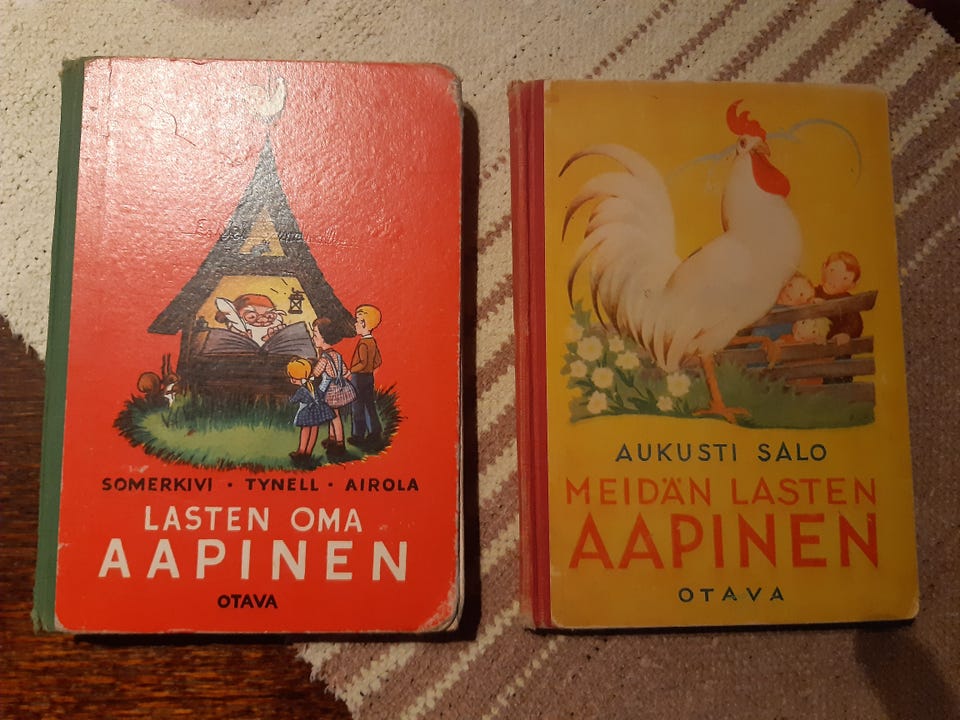 A
SOMERKIVI · TYNELL · AIROLA
LASTEN OMA
AAPINEN
OTAVA
AUKUSTI SALO
MEIDÄN LASTEN
AAPINEN
OTAVA